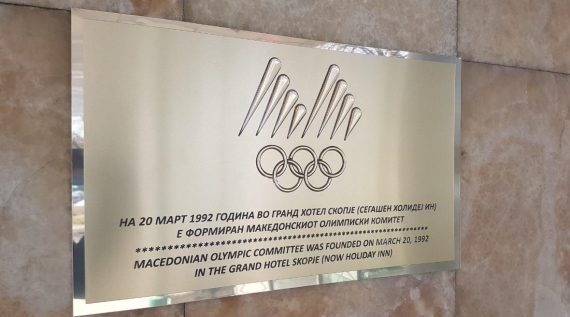 НА 20 МАРТ 1992 ГОДИНА ВО ГРАНД ХОТЕЛ СКОПЈЕ (СЕГАШЕН ХОЛИДЕЈ ИН)
Е ФОРМИРАН МАКЕДОНСКИОТ ОЛИМПИСКИ КОМИТЕТ
****************************************************
MACEDONIAN OLYMPIC COMMITTEE WAS FOUNDED ON MARCH 20, 1992
IN THE GRAND HOTEL SKOPJE (NOW HOLIDAY INN)